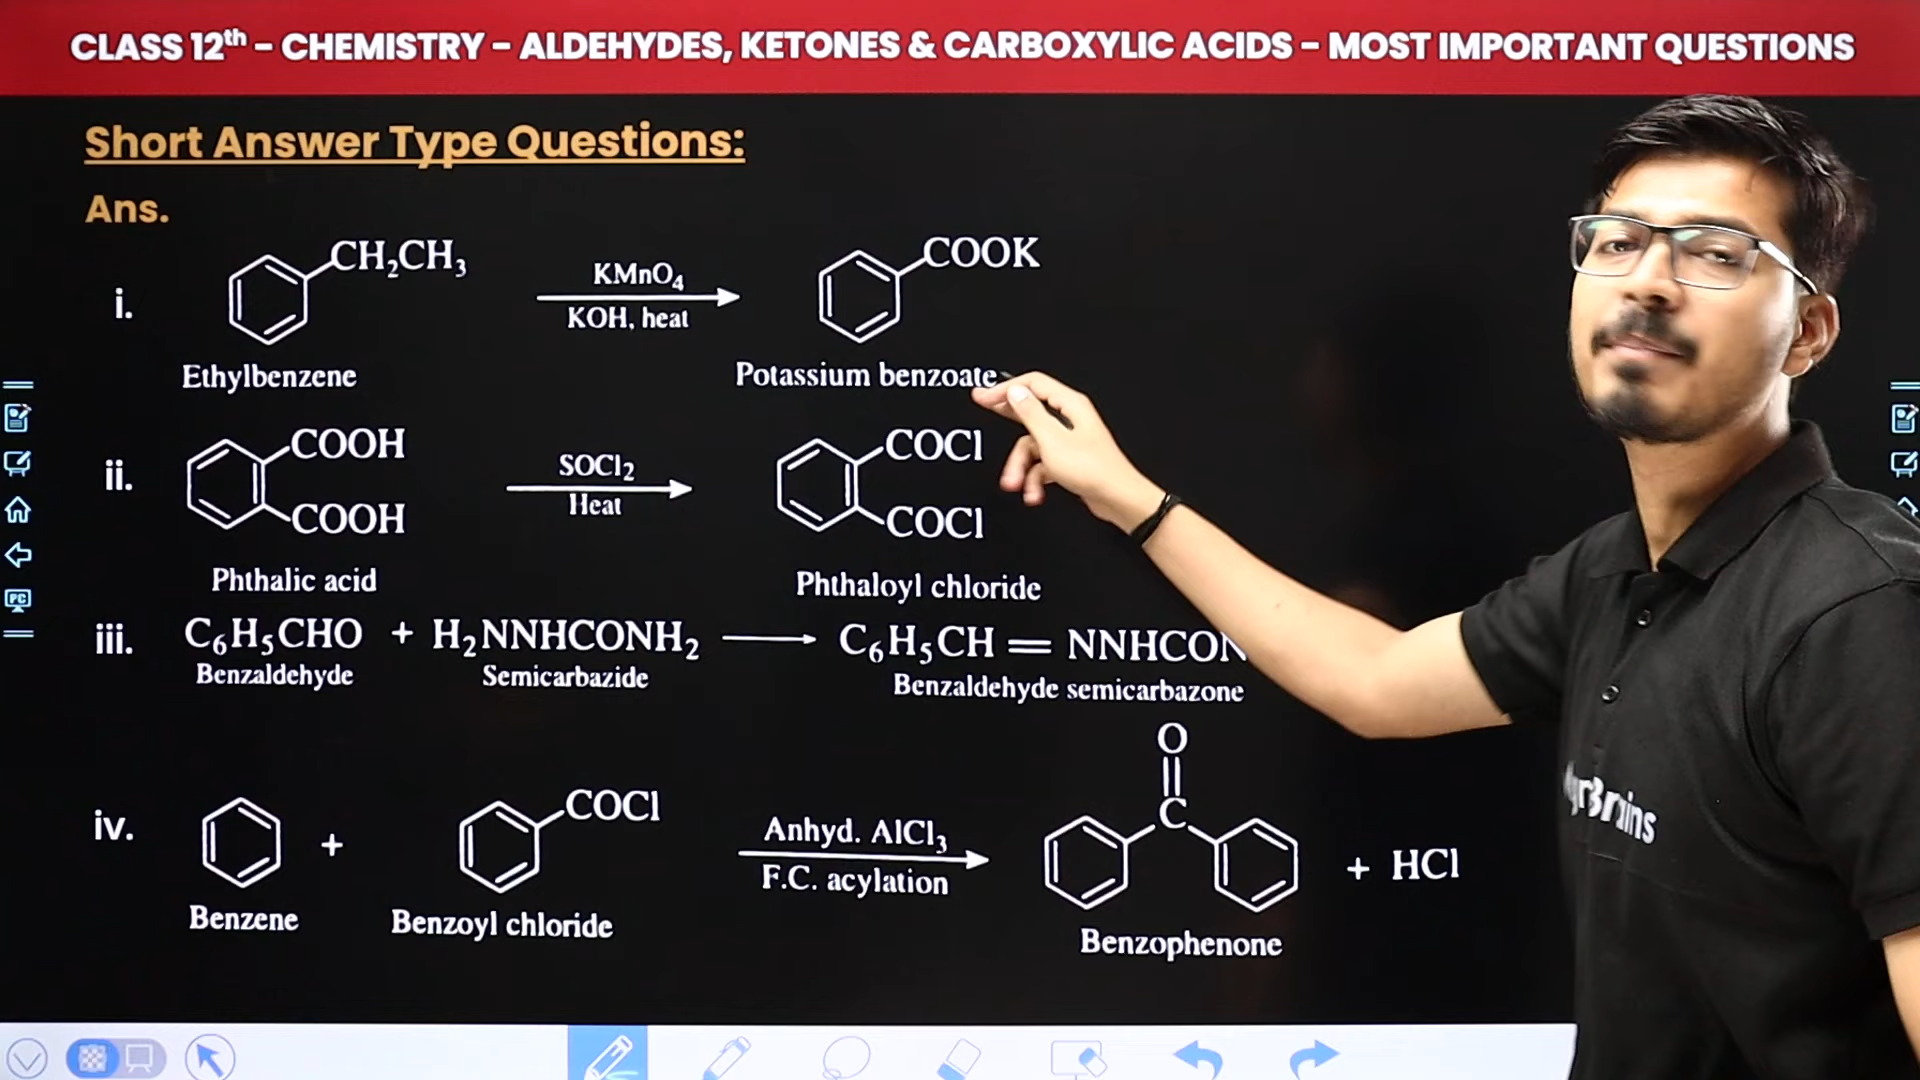 CLASS 12th – CHEMISTRY – ALDEHYDES, KETONES & CARBOXYLIC ACIDS – MOST IMPORTANT QUESTIONS
Short Answer Type Questions:
Ans.
i. CH₂CH₃ KMnO₄ COOK
KOH, heat
Ethylbenzene Potassium benzoate
ii. COOH SOCl₂ COCl
COOH Heat COCl
Phthalic acid Phthaloyl chloride
iii. C₆H₅CHO + H₂NNHCONH₂ ⟶ C₆H₅CH = NNHCON
Benzaldehyde Semicarbazide Benzaldehyde semicarbazone
O
C
iv. + COCl Anhyd. AlCl₃ + HCl
F.C. acylation
Benzene Benzoyl chloride Benzophenone
PC